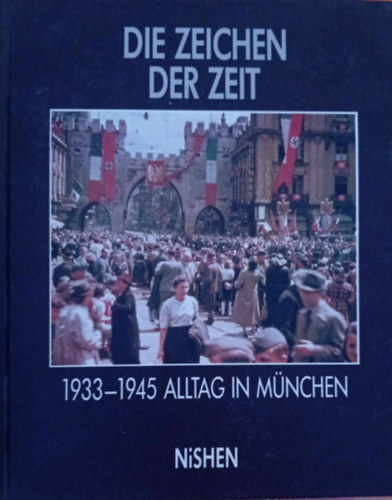 DIE ZEICHEN
DER ZEIT
1933–1945 ALLTAG IN MÜNCHEN
NiSHEN